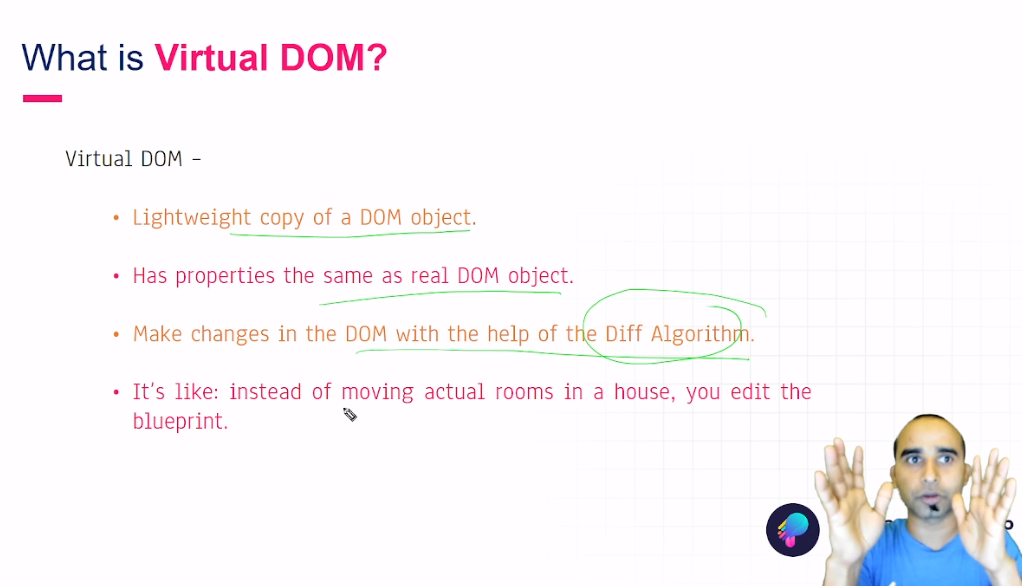 What is Virtual DOM?
Virtual DOM –
• Lightweight copy of a DOM object.
• Has properties the same as real DOM object.
• Make changes in the DOM with the help of the Diff Algorithm.
• It's like: instead of moving actual rooms in a house, you edit the
blueprint.